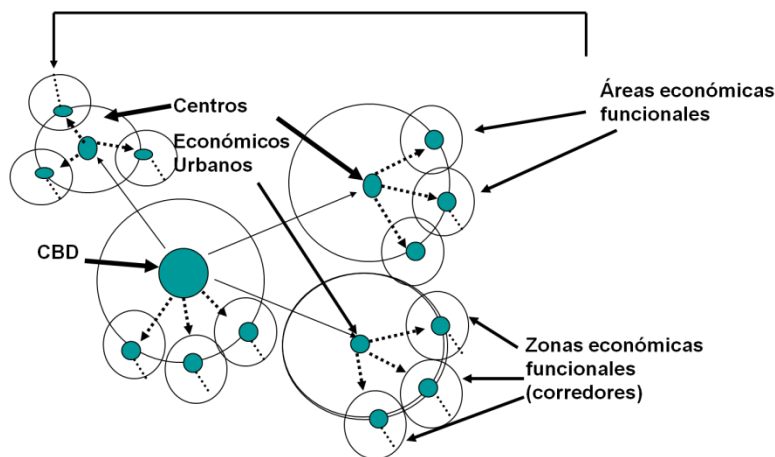 Centros
Económicos
Urbanos
Áreas económicas
funcionales
CBD
Zonas económicas
funcionales
(corredores)